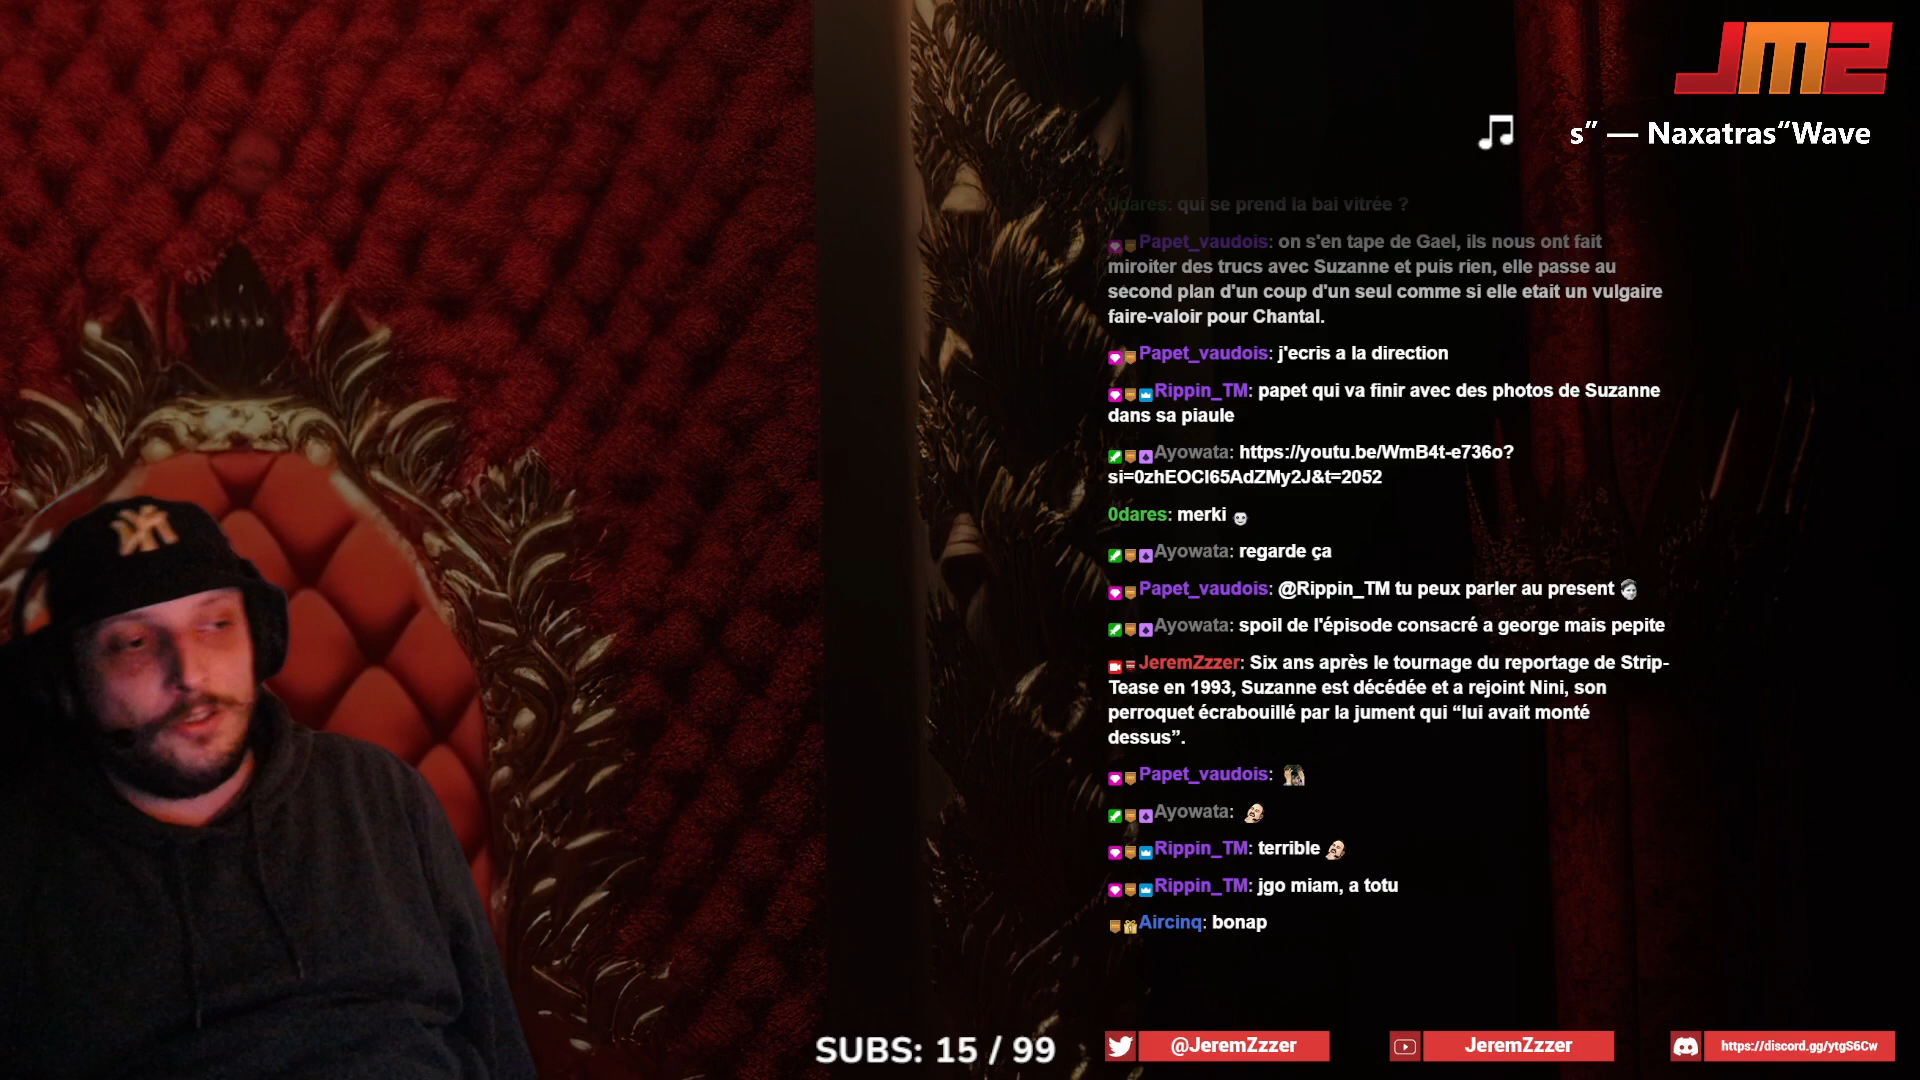 JMZ
s” — Naxatras“Wave
0dares: qui se prend la bai vitrée ?
Papet_vaudois: on s'en tape de Gael, ils nous ont fait
miroiter des trucs avec Suzanne et puis rien, elle passe au
second plan d'un coup d'un seul comme si elle etait un vulgaire
faire-valoir pour Chantal.
Papet_vaudois: j'ecris a la direction
Rippin_TM: papet qui va finir avec des photos de Suzanne
dans sa piaule
Ayowata: https://youtu.be/WmB4t-e736o?
si=0zhEOCI65AdZMy2J&t=2052
0dares: merki
Ayowata: regarde ça
Papet_vaudois: @Rippin_TM tu peux parler au present
Ayowata: spoil de l'épisode consacré a george mais pepite
JeremZzzer: Six ans après le tournage du reportage de Strip-
Tease en 1993, Suzanne est décédée et a rejoint Nini, son
perroquet écrabouillé par la jument qui “lui avait monté
dessus”.
Papet_vaudois:
Ayowata:
Rippin_TM: terrible
Rippin_TM: jgo miam, a totu
Aircinq: bonap
SUBS: 15 / 99
@JeremZzzer
JeremZzzer
https://discord.gg/ytgS6Cw